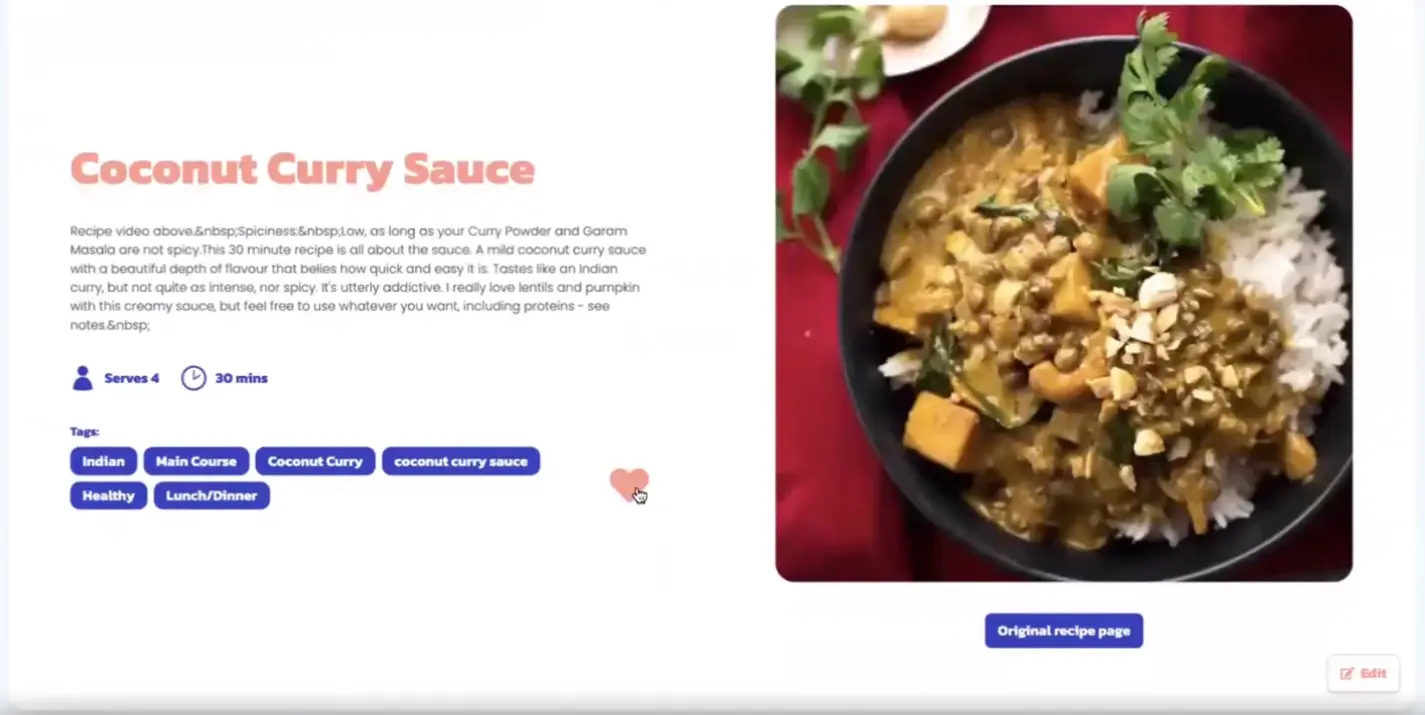 Coconut Curry Sauce
Recipe video above.&nbsp;Spiciness:&nbsp;Low, as long as your Curry Powder and Garam
Masala are not spicy.This 30 minute recipe is all about the sauce. A mild coconut curry sauce
with a beautiful depth of flavour that belies how quick and easy it is. Tastes like an Indian
curry, but not quite as intense, nor spicy. It's utterly addictive. I really love lentils and pumpkin
with this creamy sauce, but feel free to use whatever you want, including proteins - see
notes.&nbsp;
Serves 4 30 mins
Tags:
Indian Main Course Coconut Curry coconut curry sauce
Healthy Lunch/Dinner
Original recipe page
Edit